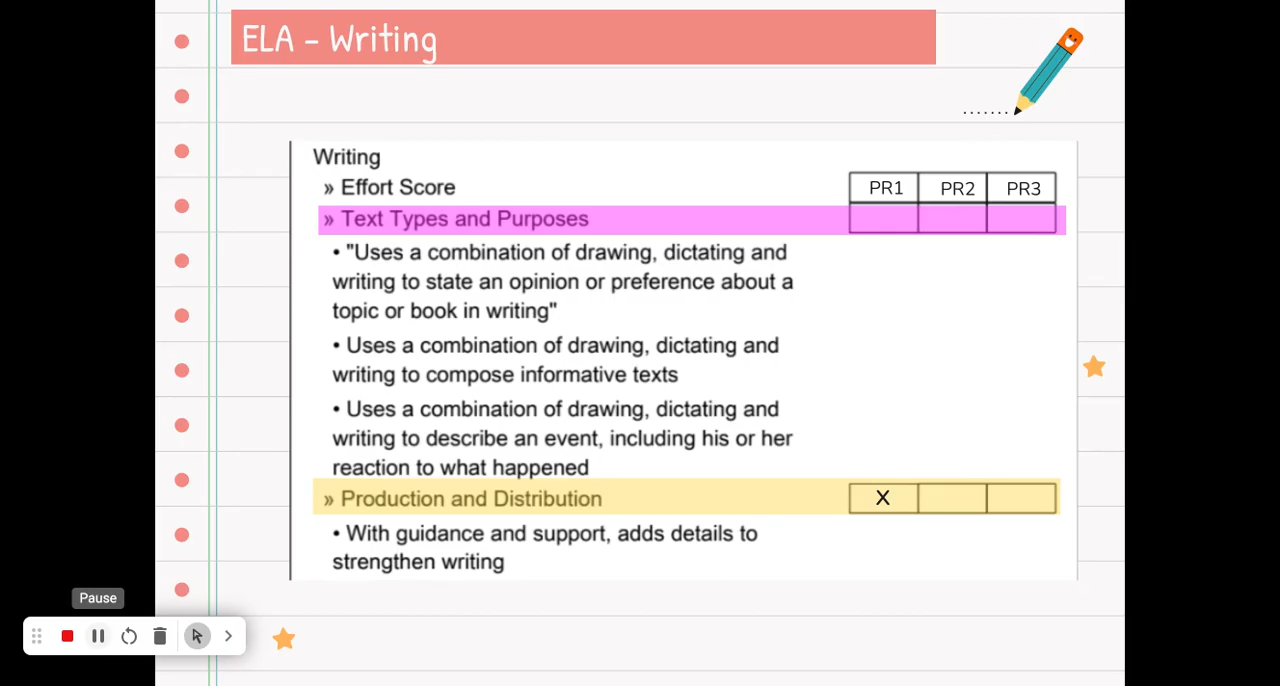 ELA - Writing
Writing
» Effort Score
PR1 PR2 PR3
» Text Types and Purposes
• "Uses a combination of drawing, dictating and
writing to state an opinion or preference about a
topic or book in writing"
• Uses a combination of drawing, dictating and
writing to compose informative texts
• Uses a combination of drawing, dictating and
writing to describe an event, including his or her
reaction to what happened
» Production and Distribution X
• With guidance and support, adds details to
strengthen writing
Pause